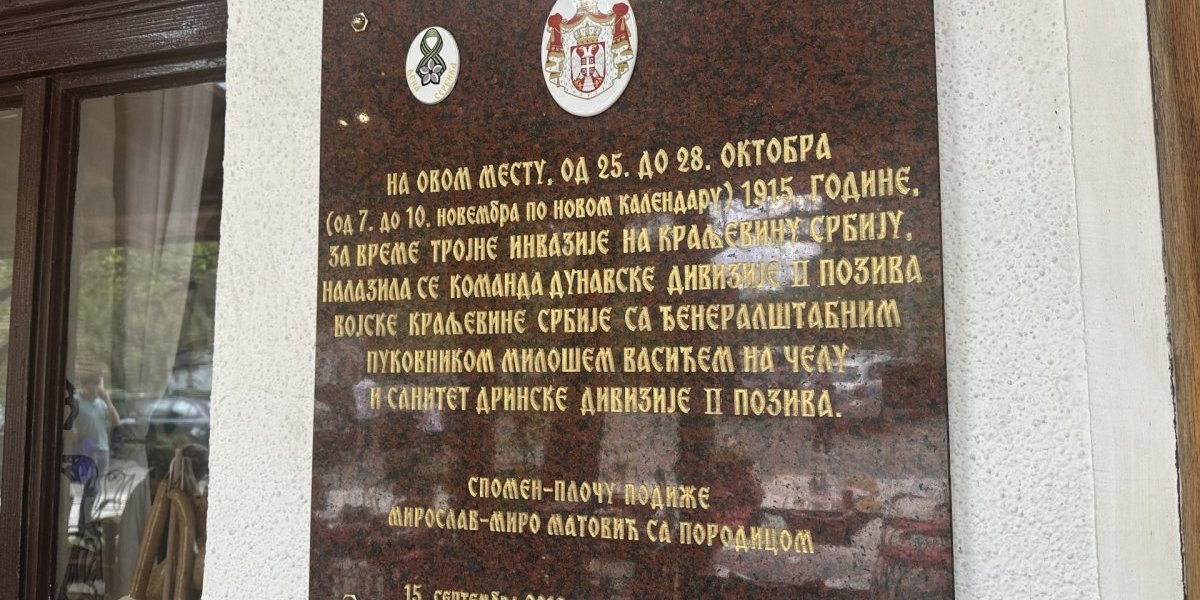 НА ОВОМ МЕСТУ, ОД 25. ДО 28. ОКТОБРА
(ОД 7. ДО 10. НОВЕМБРА ПО НОВОМ КАЛЕНДАРУ) 1915. ГОДИНЕ,
ЗА ВРЕМЕ ТРОЈНЕ ИНВАЗИЈЕ НА КРАЉЕВИНУ СРБИЈУ,
НАЛАЗИЛА СЕ КОМАНДА ДУНАВСКЕ ДИВИЗИЈЕ II ПОЗИВА
ВОЈСКЕ КРАЉЕВИНЕ СРБИЈЕ СА ЂЕНЕРАЛШТАБНИМ
ПУКОВНИКОМ МИЛОШЕМ ВАСИЋЕМ НА ЧЕЛУ
И САНИТЕТ ДРИНСКЕ ДИВИЗИЈЕ II ПОЗИВА.
СПОМЕН-ПЛОЧУ ПОДИЖЕ
МИРОСЛАВ-МИРО МАТОВИЋ СА ПОРОДИЦОМ
15. СЕПТЕМБРА